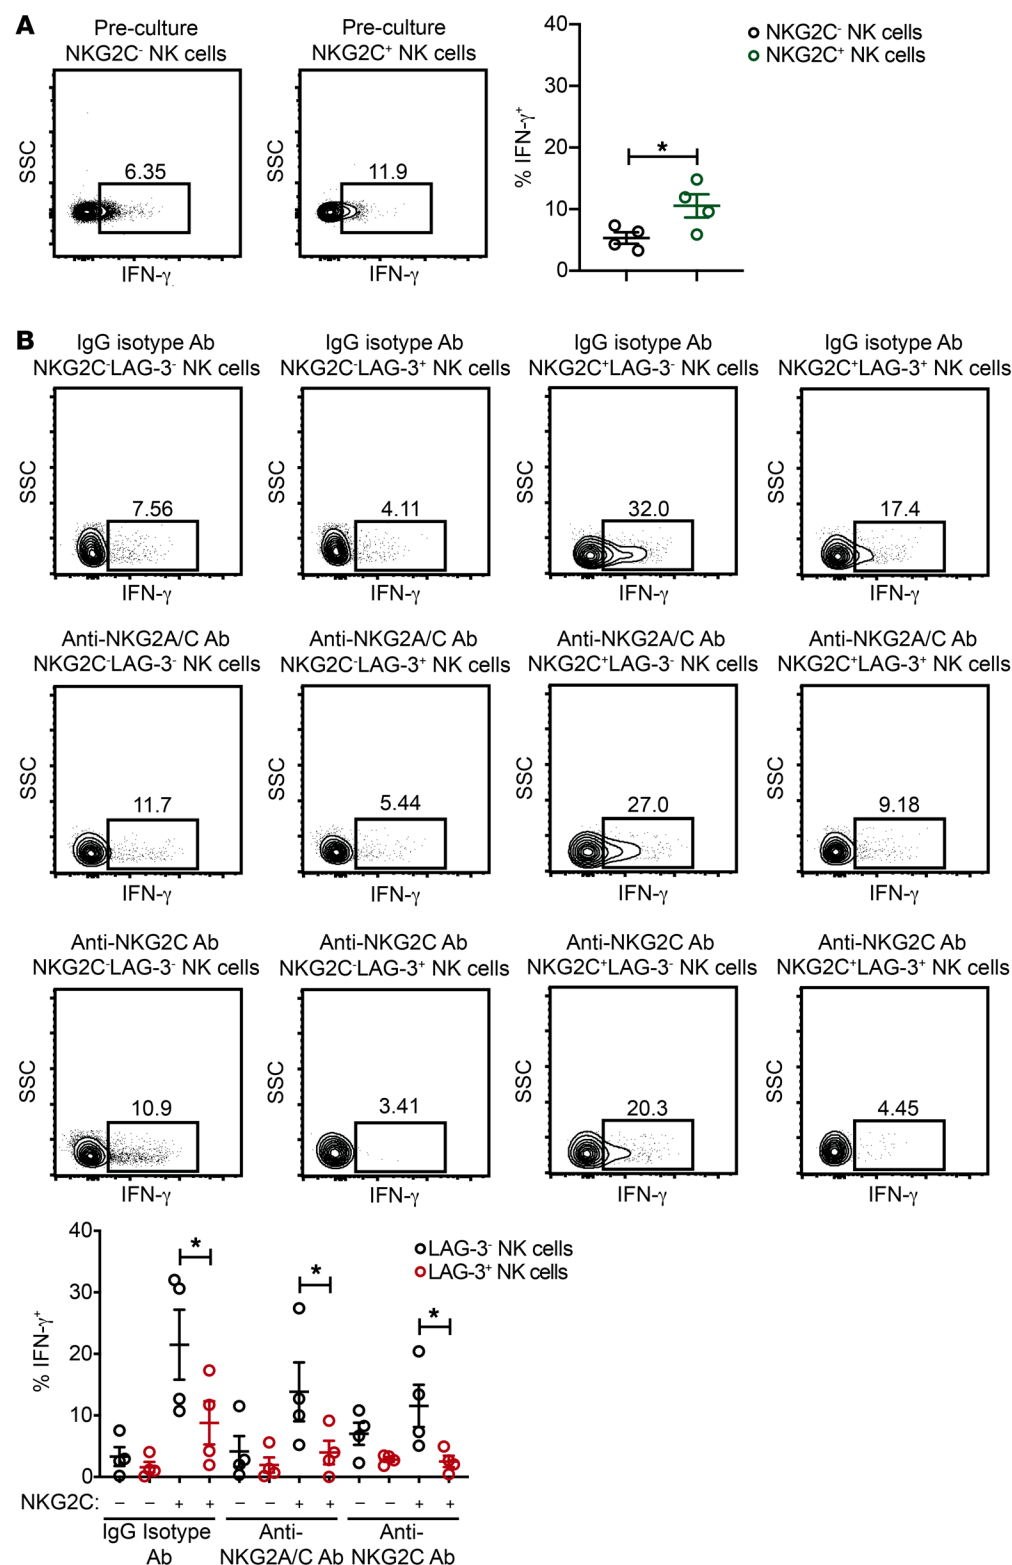 A
Pre-culture
NKG2C⁻ NK cells
SSC
6.35
IFN-γ
Pre-culture
NKG2C⁺ NK cells
SSC
11.9
IFN-γ
% IFN-γ⁺
40
30
20
10
0
*
NKG2C⁻ NK cells
NKG2C⁺ NK cells
B
IgG isotype Ab
NKG2C⁻LAG-3⁻ NK cells
SSC
7.56
IFN-γ
IgG isotype Ab
NKG2C⁻LAG-3⁺ NK cells
SSC
4.11
IFN-γ
IgG isotype Ab
NKG2C⁺LAG-3⁻ NK cells
SSC
32.0
IFN-γ
IgG isotype Ab
NKG2C⁺LAG-3⁺ NK cells
SSC
17.4
IFN-γ
Anti-NKG2A/C Ab
NKG2C⁻LAG-3⁻ NK cells
SSC
11.7
IFN-γ
Anti-NKG2A/C Ab
NKG2C⁻LAG-3⁺ NK cells
SSC
5.44
IFN-γ
Anti-NKG2A/C Ab
NKG2C⁺LAG-3⁻ NK cells
SSC
27.0
IFN-γ
Anti-NKG2A/C Ab
NKG2C⁺LAG-3⁺ NK cells
SSC
9.18
IFN-γ
Anti-NKG2C Ab
NKG2C⁻LAG-3⁻ NK cells
SSC
10.9
IFN-γ
Anti-NKG2C Ab
NKG2C⁻LAG-3⁺ NK cells
SSC
3.41
IFN-γ
Anti-NKG2C Ab
NKG2C⁺LAG-3⁻ NK cells
SSC
20.3
IFN-γ
Anti-NKG2C Ab
NKG2C⁺LAG-3⁺ NK cells
SSC
4.45
IFN-γ
% IFN-γ⁺
40
30
20
10
0
*
*
*
LAG-3⁻ NK cells
LAG-3⁺ NK cells
NKG2C: – – + + – – + + – – + +
IgG Isotype
Ab
Anti-
NKG2A/C Ab
Anti-
NKG2C Ab